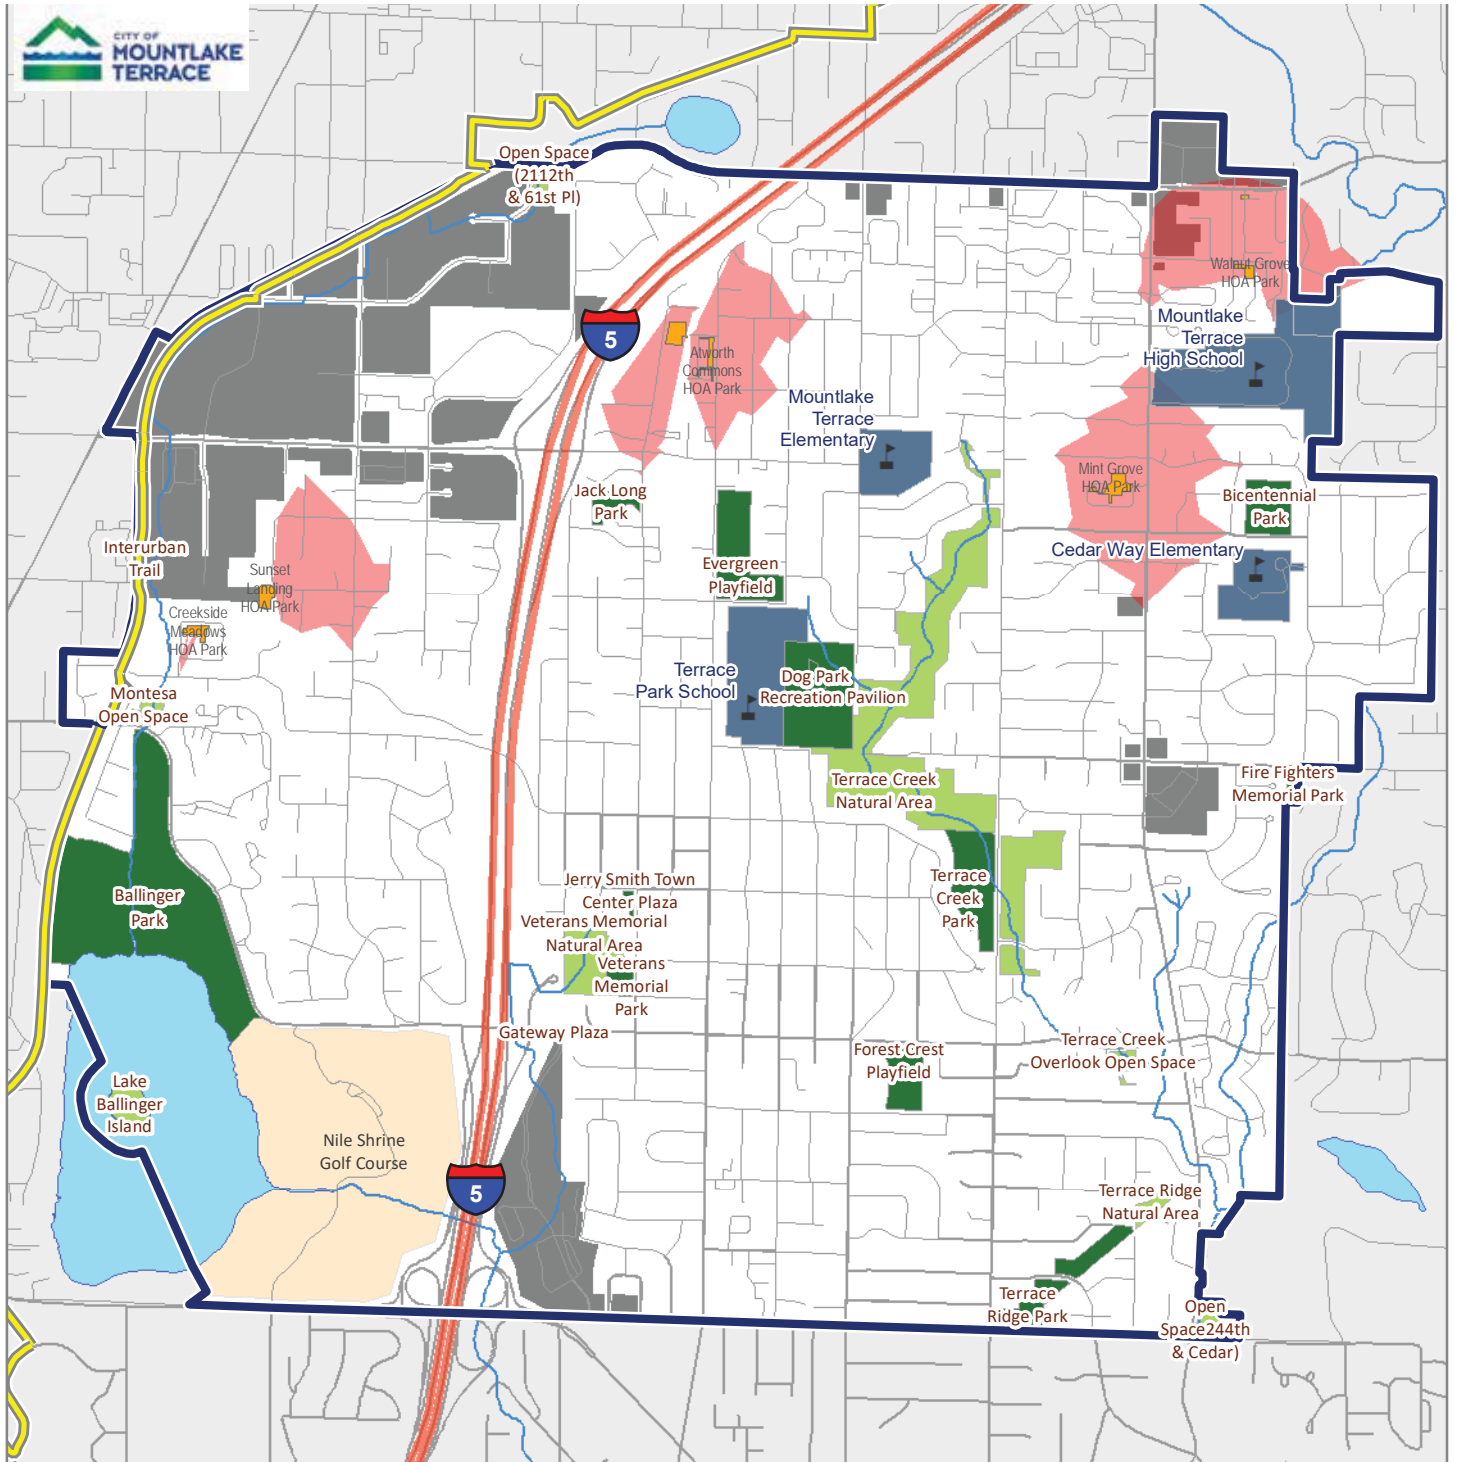 CITY OF
MOUNTLAKE
TERRACE
Open Space
(2112th
& 61st Pl)
Walnut Grove
HOA Park
Mountlake
Terrace
High School
5
Atworth
Commons
HOA Park
Mountlake
Terrace
Elementary
Mint Grove
HOA Park
Jack Long
Park
Bicentennial
Park
Interurban
Trail
Evergreen
Playfield
Cedar Way Elementary
Sunset
Landing
HOA Park
Creekside
Meadows
HOA Park
Terrace
Park School
Dog Park
Recreation Pavilion
Montesa
Open Space
Terrace Creek
Natural Area
Fire Fighters
Memorial Park
Ballinger
Park
Jerry Smith Town
Center Plaza
Veterans Memorial
Natural Area
Veterans
Memorial
Park
Terrace
Creek
Park
Gateway Plaza
Forest Crest
Playfield
Terrace Creek
Overlook Open Space
Lake
Ballinger
Island
Nile Shrine
Golf Course
5
Terrace Ridge
Natural Area
Terrace
Ridge Park
Open
Space244th
& Cedar)